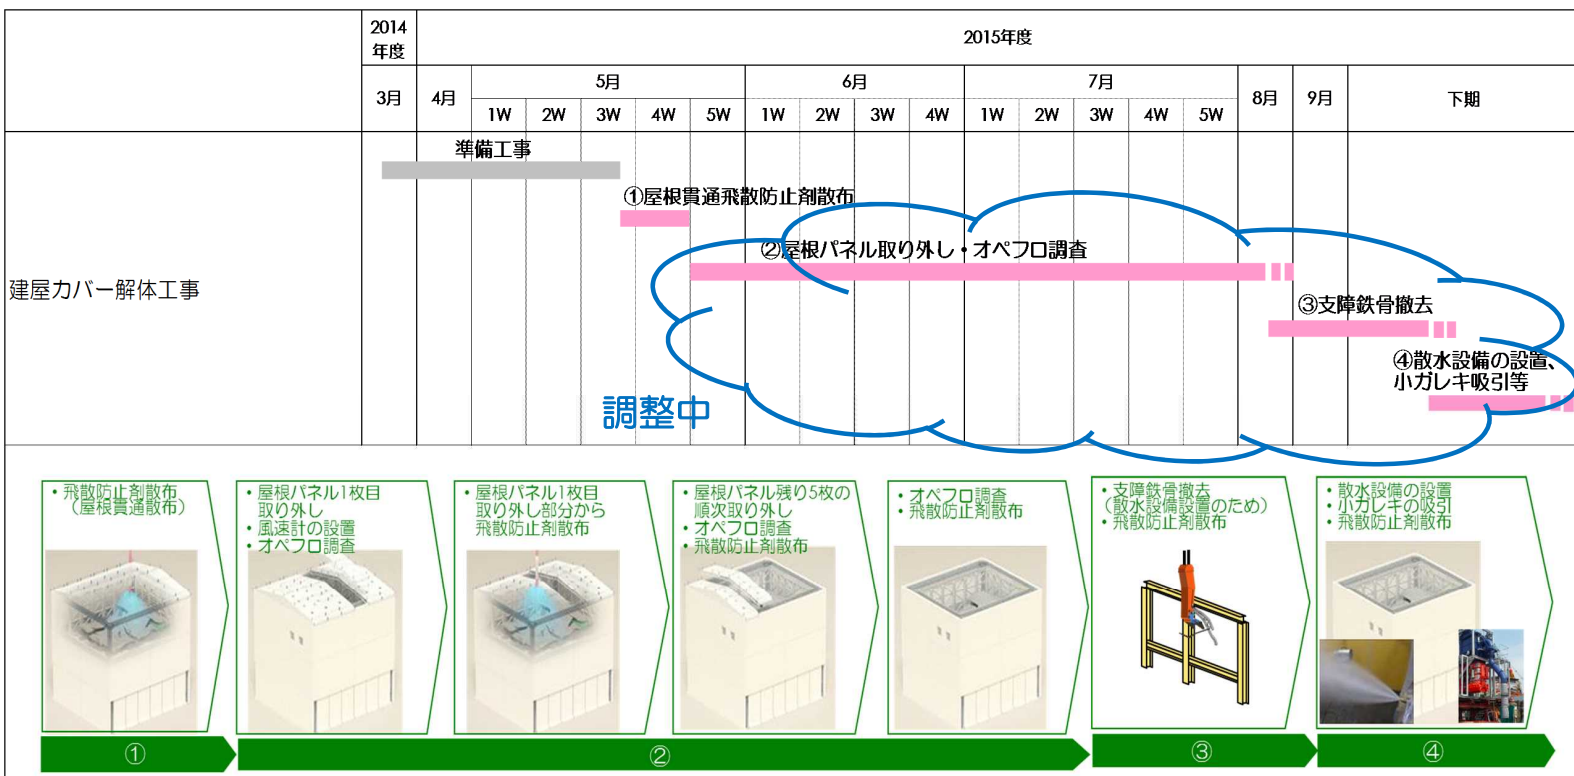 2014
年度
2015年度
3月
4月
5月
6月
7月
8月
9月
下期
1W 2W 3W 4W 5W 1W 2W 3W 4W 1W 2W 3W 4W 5W
建屋カバー解体工事
準備工事
①屋根貫通飛散防止剤散布
②屋根パネル取り外し・オペフロ調査
③支障鉄骨撤去
④散水設備の設置、
小ガレキ吸引等
調整中
・飛散防止剤散布
（屋根貫通散布）
・屋根パネル1枚目
取り外し
・風速計の設置
・オペフロ調査
・屋根パネル1枚目
取り外し部分から
飛散防止剤散布
・屋根パネル残り5枚の
順次取り外し
・オペフロ調査
・飛散防止剤散布
・オペフロ調査
・飛散防止剤散布
・支障鉄骨撤去
（散水設備設置のため）
・飛散防止剤散布
・散水設備の設置
・小ガレキの吸引
・飛散防止剤散布
①
②
③
④